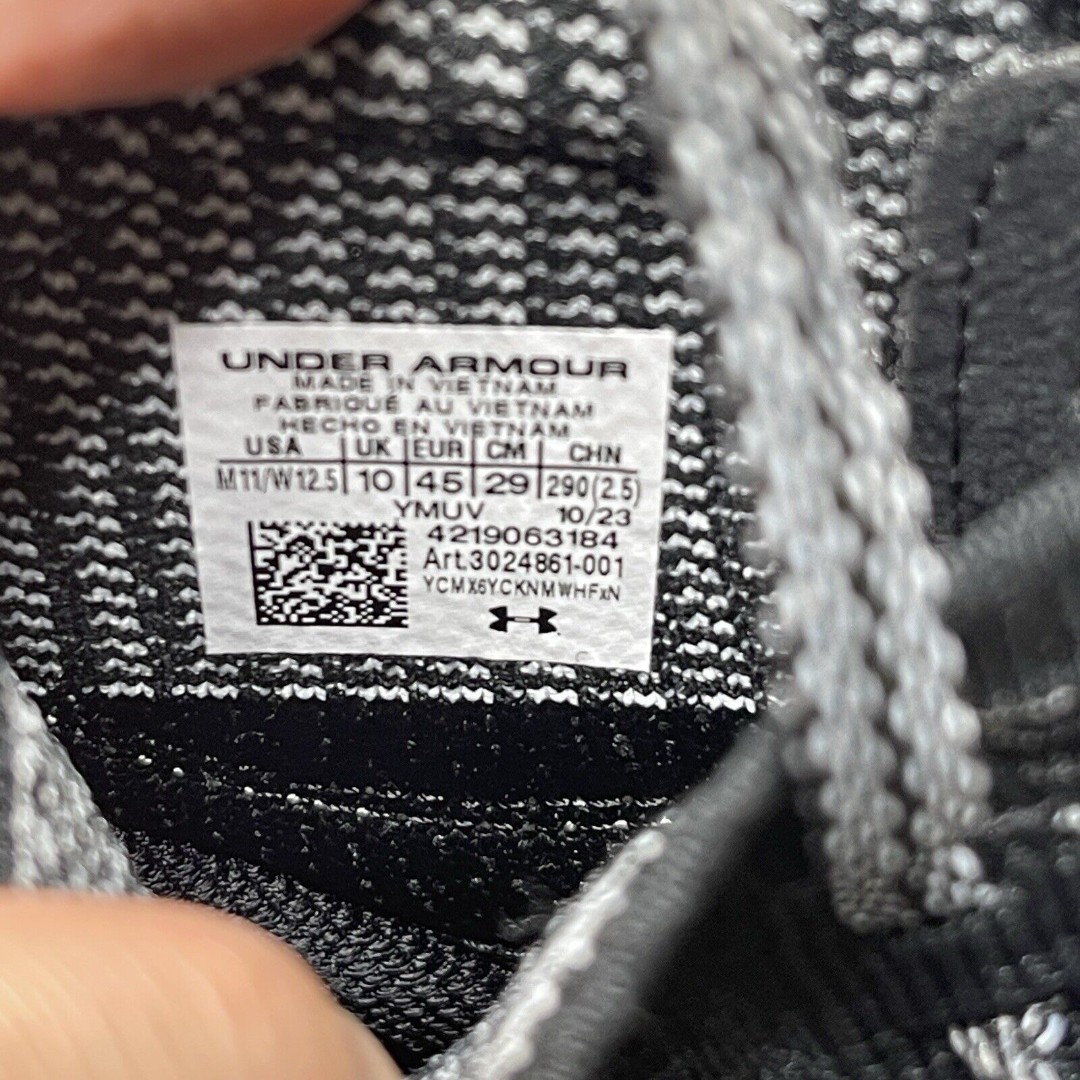 UNDER ARMOUR
MADE IN VIETNAM
FABRIQUÉ AU VIETNAM
HECHO EN VIETNAM
USA UK EUR CM CHN
M11/W12.5 10 45 29 290(2.5)
YMUV 10/23
4219063184
Art.3024861-001
YCMX6YCKNMWHFxN